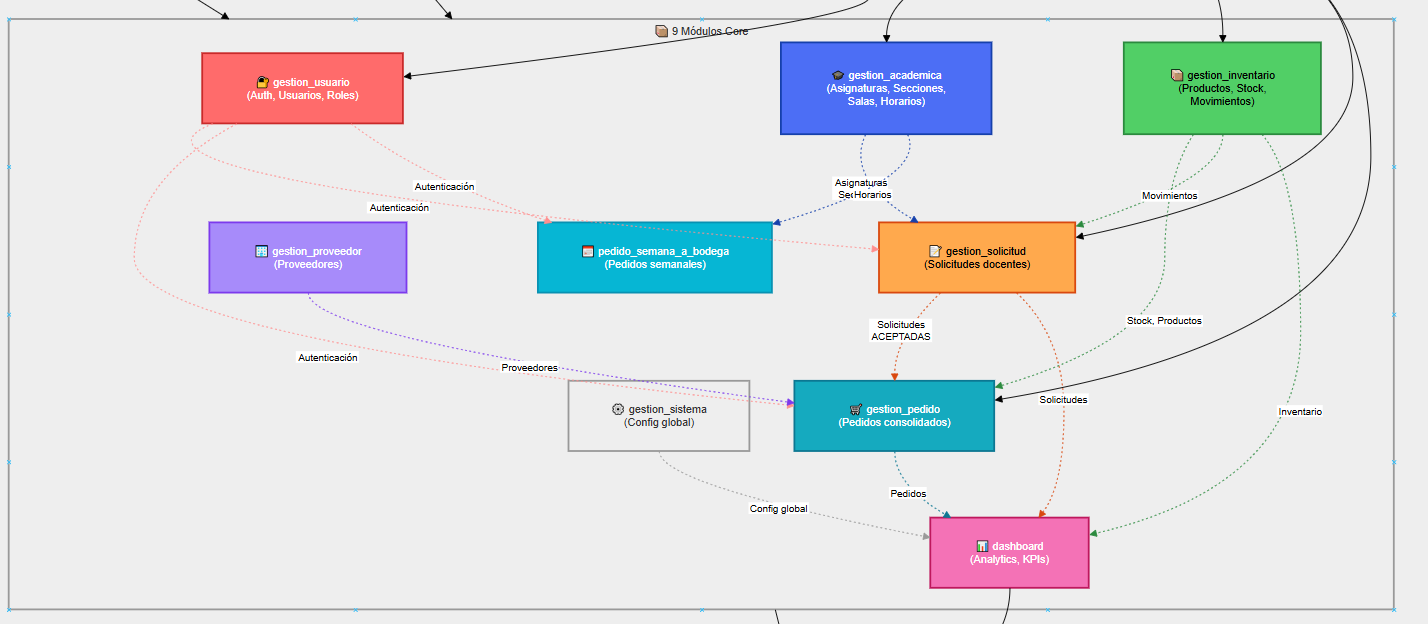 9 Módulos Core
gestion_usuario
(Auth, Usuarios, Roles)
gestion_academica
(Asignaturas, Secciones,
Salas, Horarios)
gestion_inventario
(Productos, Stock,
Movimientos)
Autenticación
Autenticación
Asignaturas
Horarios
Movimientos
gestion_proveedor
(Proveedores)
pedido_semana_a_bodega
(Pedidos semanales)
gestion_solicitud
(Solicitudes docentes)
Solicitudes
ACEPTADAS
Stock, Productos
Autenticación
Proveedores
gestion_sistema
(Config global)
gestion_pedido
(Pedidos consolidados)
Solicitudes
Inventario
Pedidos
Config global
dashboard
(Analytics, KPIs)